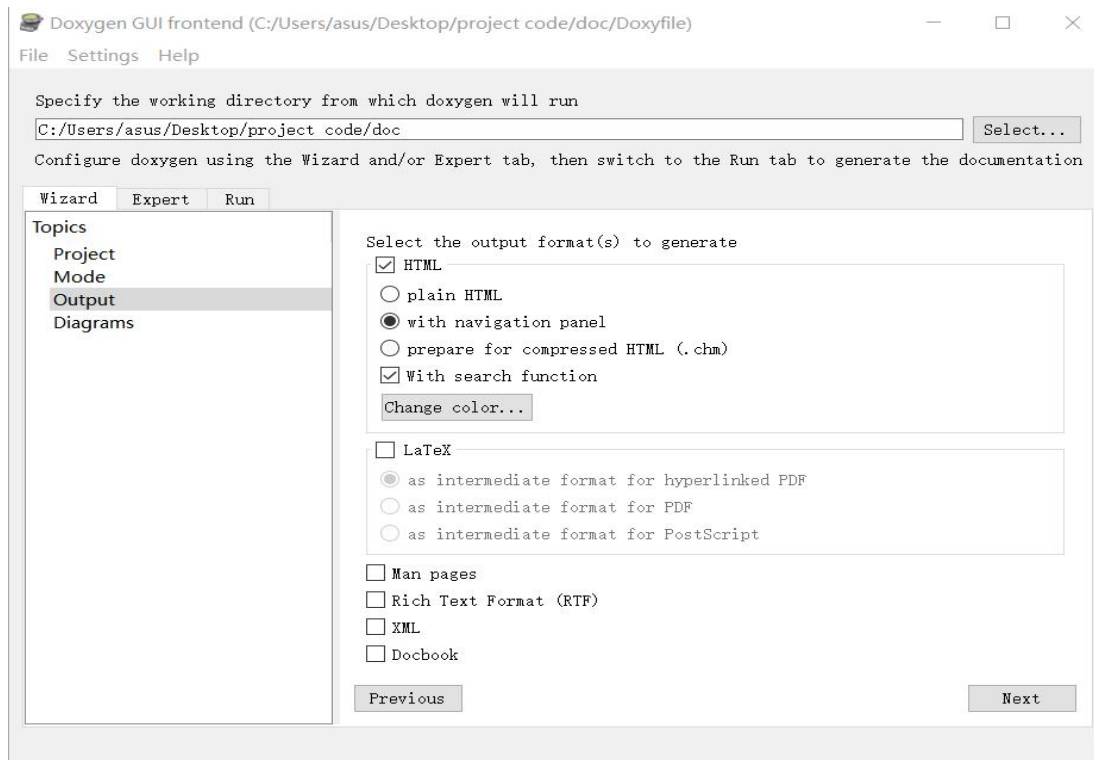 Doxygen GUI frontend (C:/Users/asus/Desktop/project code/doc/Doxyfile)
File Settings Help
Specify the working directory from which doxygen will run
C:/Users/asus/Desktop/project code/doc
Select...
Configure doxygen using the Wizard and/or Expert tab, then switch to the Run tab to generate the documentation
Wizard Expert Run
Topics
Project
Mode
Output
Diagrams
Select the output format(s) to generate
HTML
plain HTML
with navigation panel
prepare for compressed HTML (.chm)
With search function
Change color...
LaTeX
as intermediate format for hyperlinked PDF
as intermediate format for PDF
as intermediate format for PostScript
Man pages
Rich Text Format (RTF)
XML
Docbook
Previous
Next